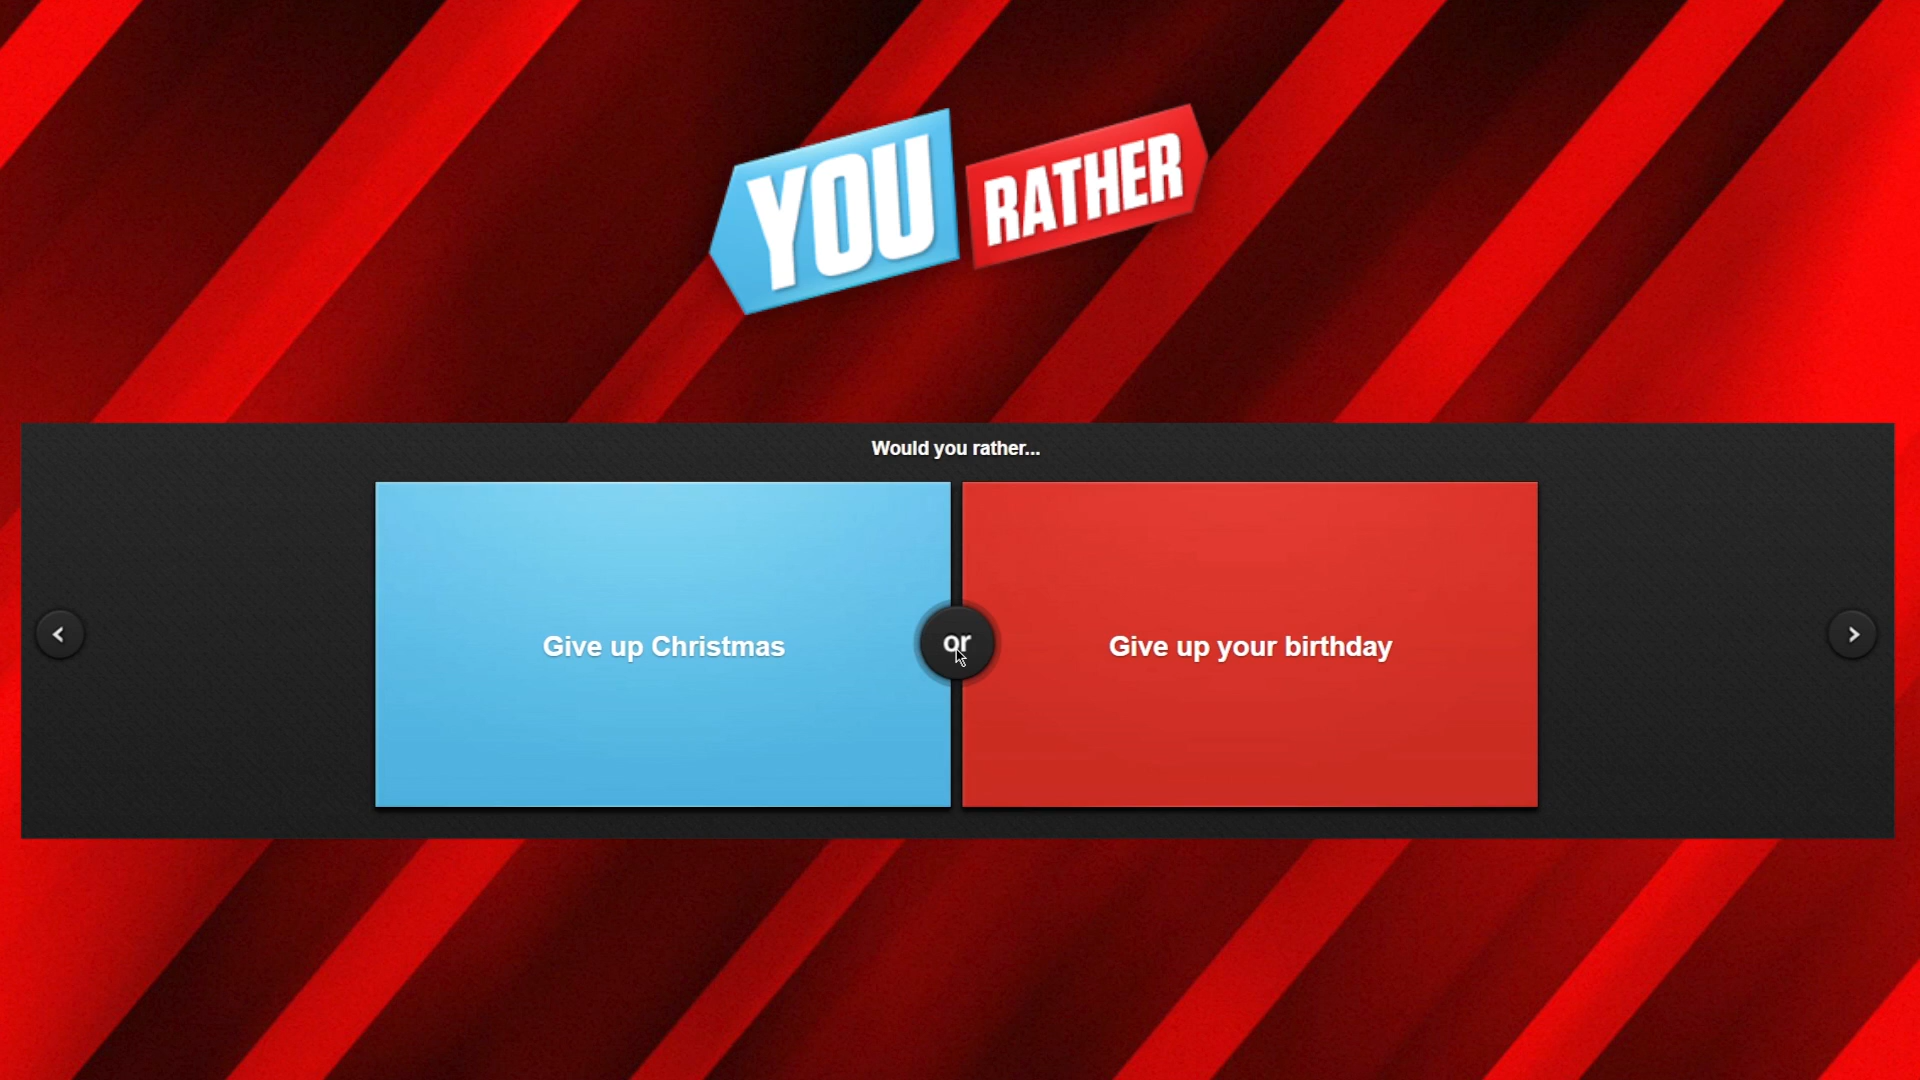 YOU RATHER
Would you rather...
Give up Christmas
or
Give up your birthday